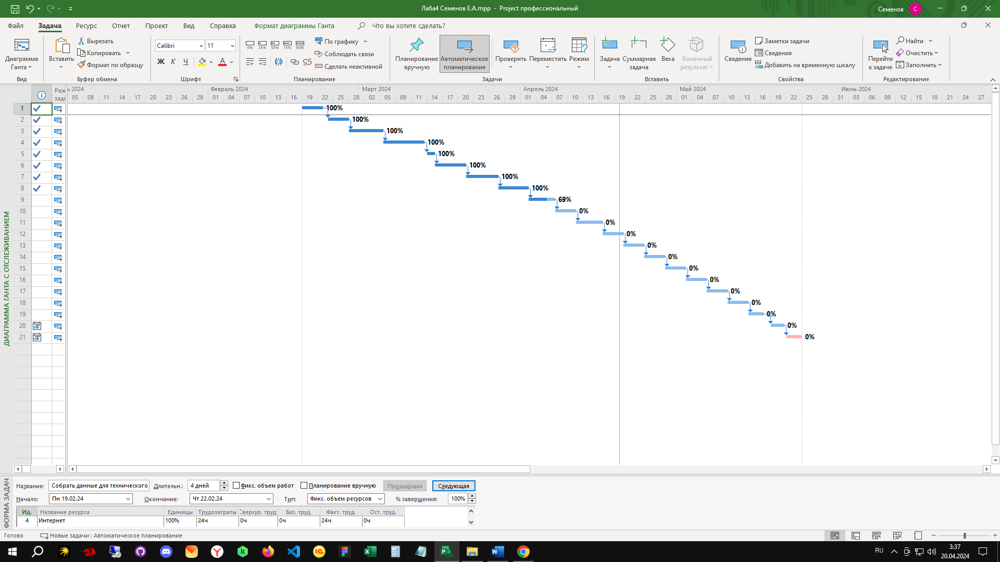 Лаба4 Семенов Е.А.mpp - Project профессиональный
Семенов
С
Файл Задача Ресурс Отчет Проект Вид Справка Формат диаграммы Ганта Что вы хотите сделать?
Диаграмма Ганта
Вид
Вставить
Вырезать
Копировать
Формат по образцу
Буфер обмена
Calibri 11
Ж К Ч А
Шрифт
0% 25% 50% 75% 100%
По графику
Соблюдать связи
Сделать неактивной
Планирование
Планирование вручную
Автоматическое планирование
Проверить
Переместить
Режим
Задачи
Задача
Суммарная задача
Веха
Конечный результат
Вставить
Сведения
Заметки задачи
Сведения
Добавить на временную шкалу
Свойства
Перейти к задаче
Найти
Очистить
Заполнить
Редактирование
Реж зада
ь 2024 Февраль 2024 Март 2024 Апрель 2024 Май 2024 Июнь 2024
05 08 11 14 17 20 23 26 29 01 04 07 10 13 16 19 22 25 28 02 05 08 11 14 17 20 23 26 29 01 04 07 10 13 16 19 22 25 28 01 04 07 10 13 16 19 22 25 28 31 03 06 09 12 15 18 21 24 27
1 100%
2 100%
3 100%
4 100%
5 100%
6 100%
7 100%
8 100%
9 69%
10 0%
11 0%
12 0%
13 0%
14 0%
15 0%
16 0%
17 0%
18 0%
19 0%
20 0%
21 0%
ДИАГРАММА ГАНТА С ОТСЛЕЖИВАНИЕМ
ФОРМА ЗАДАЧ
Название: Собрать данные для технического Длительн.: 4 дней Фикс. объем работ Планирование вручную Предыдущая Следующая
Начало: Пн 19.02.24 Окончание: Чт 22.02.24 Тип: Фикс. объем ресурсов % завершения: 100%
Ид. Название ресурса Единицы Трудозатраты Сверхур. труд Баз. труд. Факт. труд. Ост. труд.
4 Интернет 100% 24ч 0ч 0ч 24ч 0ч
Готово Новые задачи : Автоматическое планирование
RU
3:37
20.04.2024